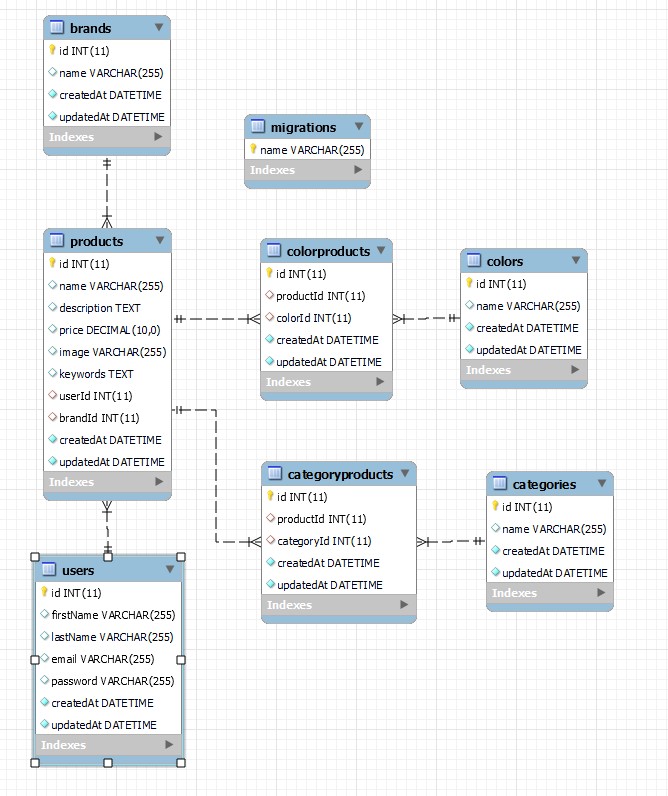 brands
id INT(11)
name VARCHAR(255)
createdAt DATETIME
updatedAt DATETIME
Indexes
migrations
name VARCHAR(255)
Indexes
products
id INT(11)
name VARCHAR(255)
description TEXT
price DECIMAL(10,0)
image VARCHAR(255)
keywords TEXT
userId INT(11)
brandId INT(11)
createdAt DATETIME
updatedAt DATETIME
Indexes
colorproducts
id INT(11)
productId INT(11)
colorId INT(11)
createdAt DATETIME
updatedAt DATETIME
Indexes
colors
id INT(11)
name VARCHAR(255)
createdAt DATETIME
updatedAt DATETIME
Indexes
categoryproducts
id INT(11)
productId INT(11)
categoryId INT(11)
createdAt DATETIME
updatedAt DATETIME
Indexes
categories
id INT(11)
name VARCHAR(255)
createdAt DATETIME
updatedAt DATETIME
Indexes
users
id INT(11)
firstName VARCHAR(255)
lastName VARCHAR(255)
email VARCHAR(255)
password VARCHAR(255)
createdAt DATETIME
updatedAt DATETIME
Indexes